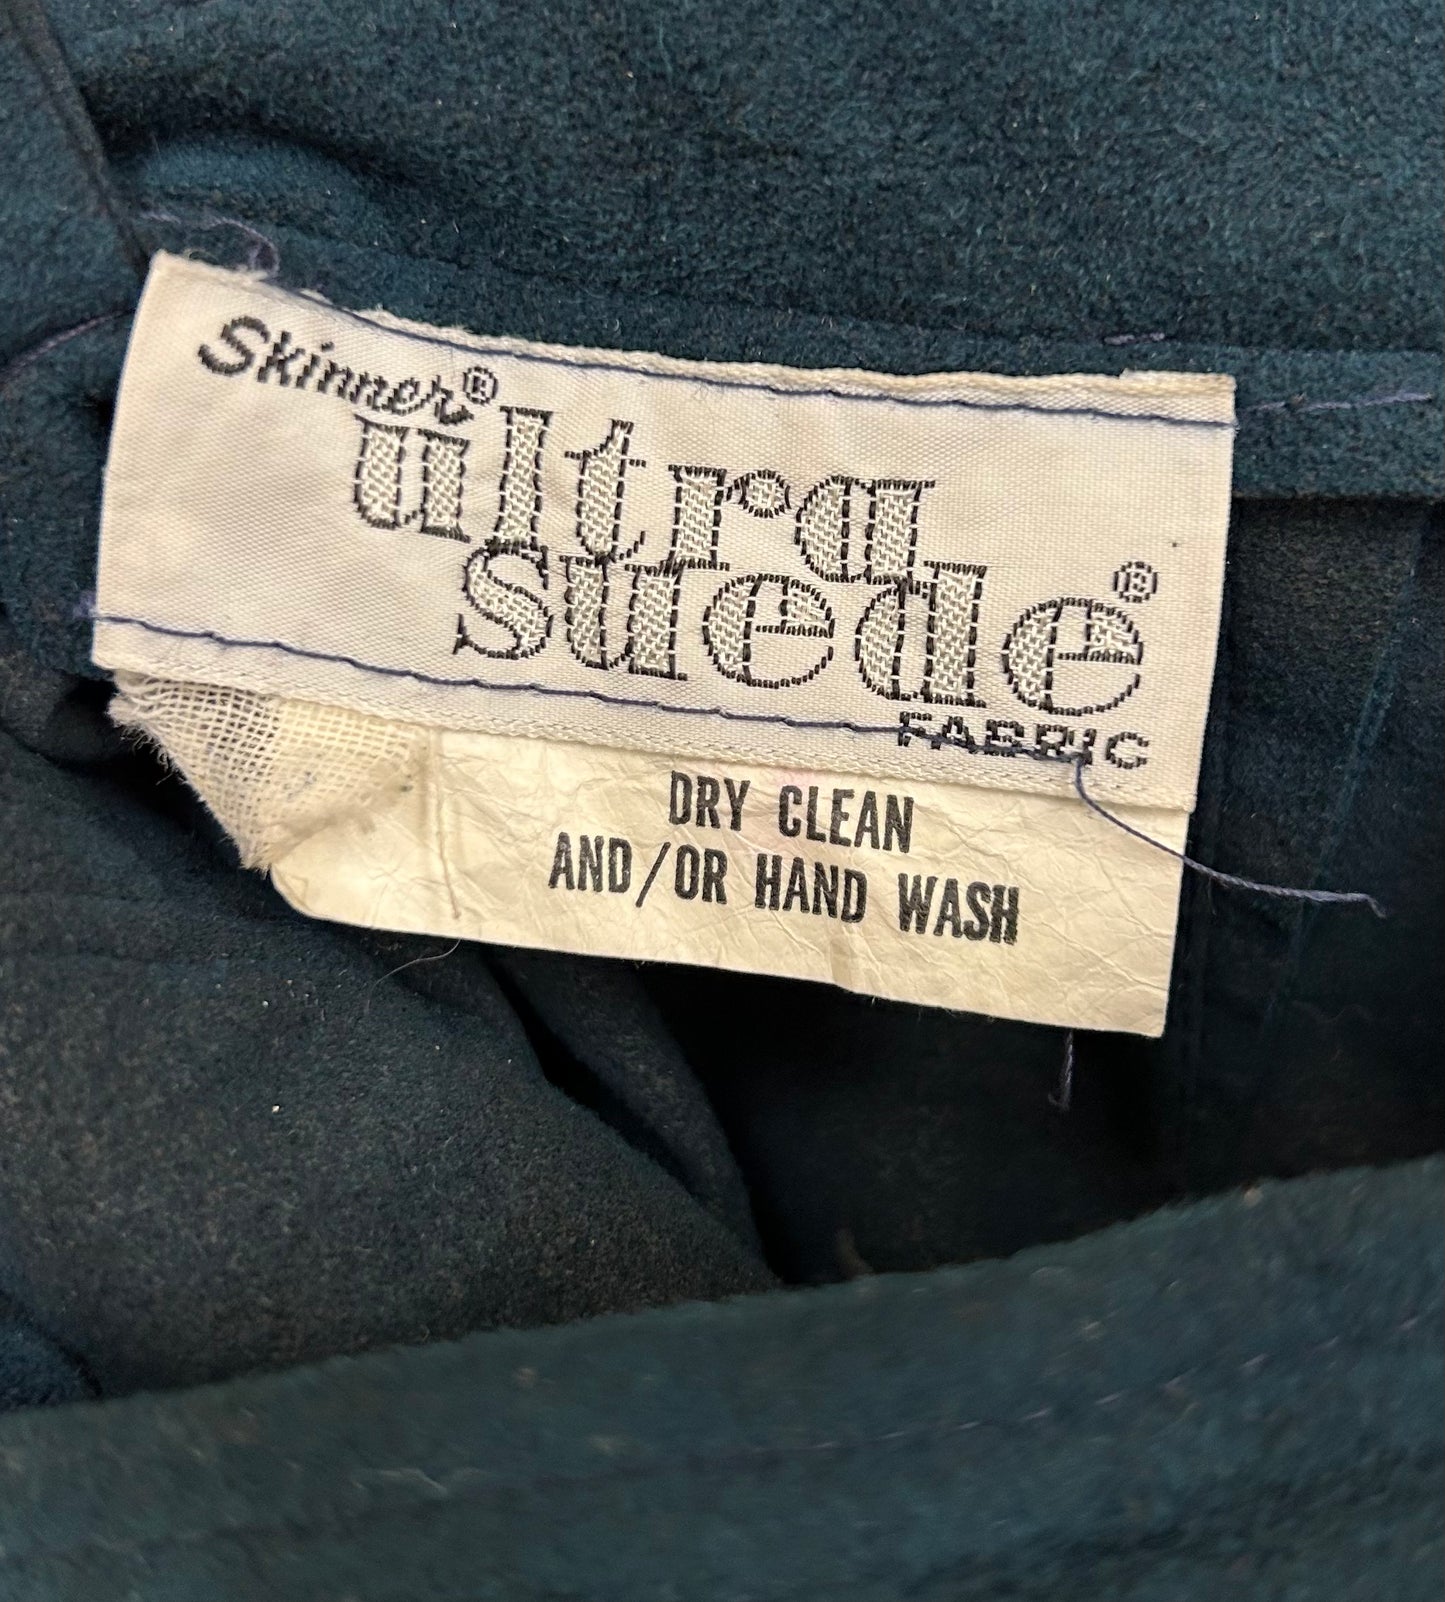 Skinner®
ultra
suede®
FABRIC
DRY CLEAN
AND/OR HAND WASH